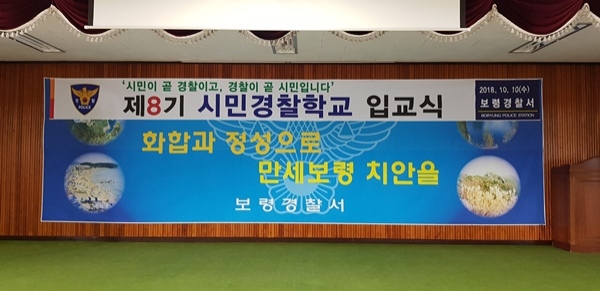 '시민이 곧 경찰이고, 경찰이 곧 시민입니다'
제8기 시민경찰학교 입교식
2018. 10. 10(수)
보령경찰서
BORYUNG POLICE STATION
POLICE
화합과 정성으로
만세보령 치안을
보령경찰서